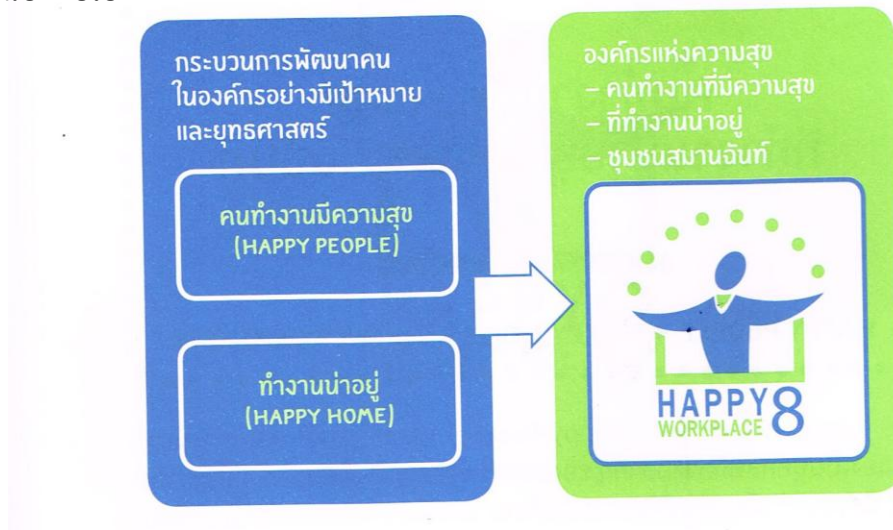 กระบวนการพัฒนาคน
ในองค์กรอย่างมีเป้าหมาย
และยุทธศาสตร์
คนทำงานมีความสุข
(HAPPY PEOPLE)
ทำงานน่าอยู่
(HAPPY HOME)
องค์กรแห่งความสุข
– คนทำงานที่มีความสุข
– ที่ทำงานน่าอยู่
– ชุมชนสมานฉันท์
HAPPY 8
WORKPLACE